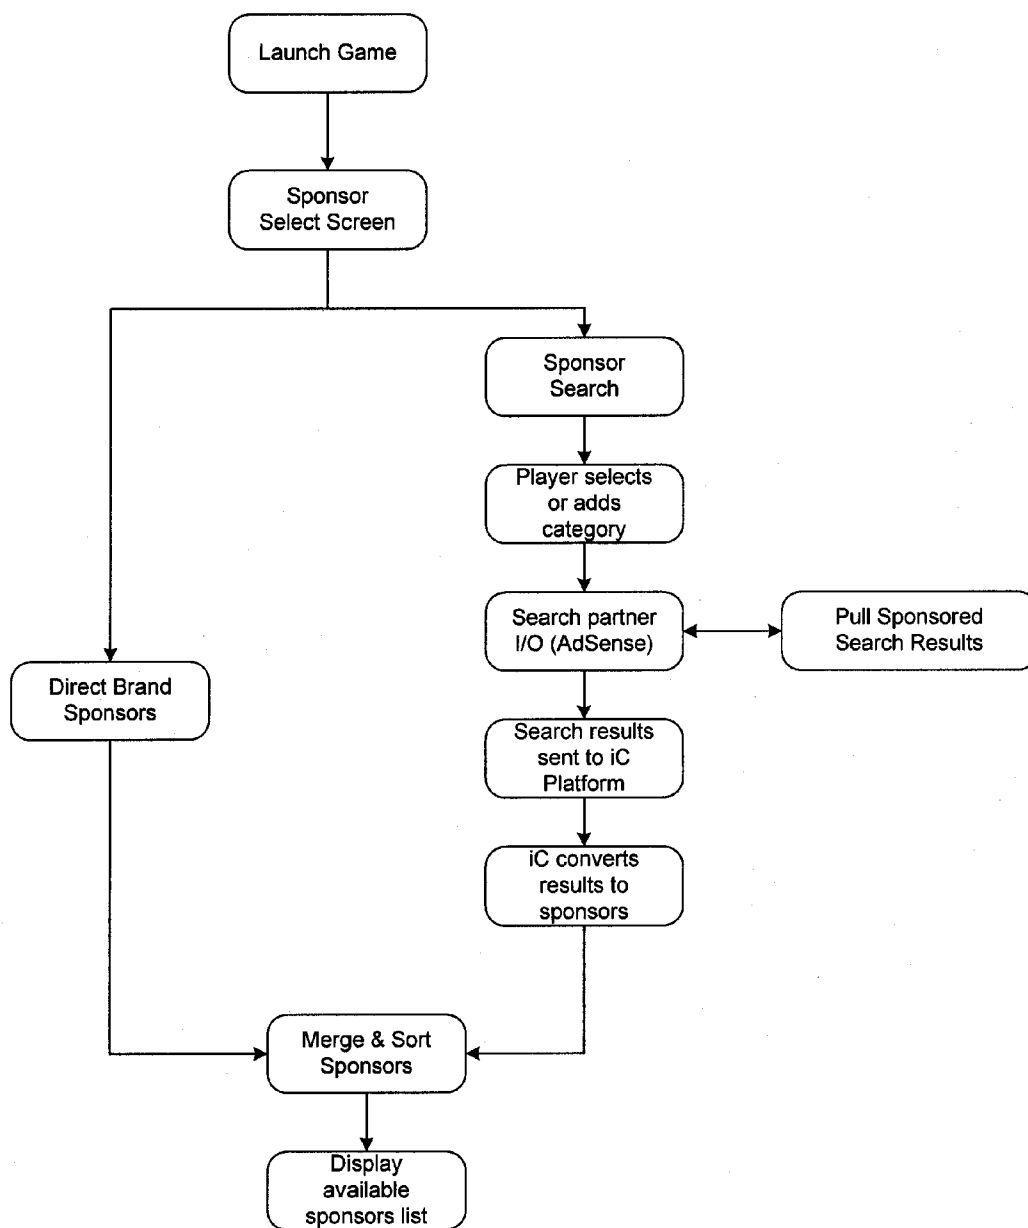 Launch Game
Sponsor
Select Screen
Sponsor
Search
Player selects
or adds
category
Search partner
I/O (AdSense)
Pull Sponsored
Search Results
Direct Brand
Sponsors
Search results
sent to iC
Platform
iC converts
results to
sponsors
Merge & Sort
Sponsors
Display
available
sponsors list